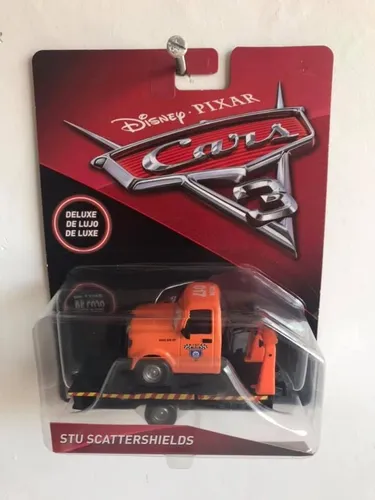 Disney · PIXAR
Cars
3
DELUXE
DE LUJO
DE LUXE
STU SCATTERSHIELDS